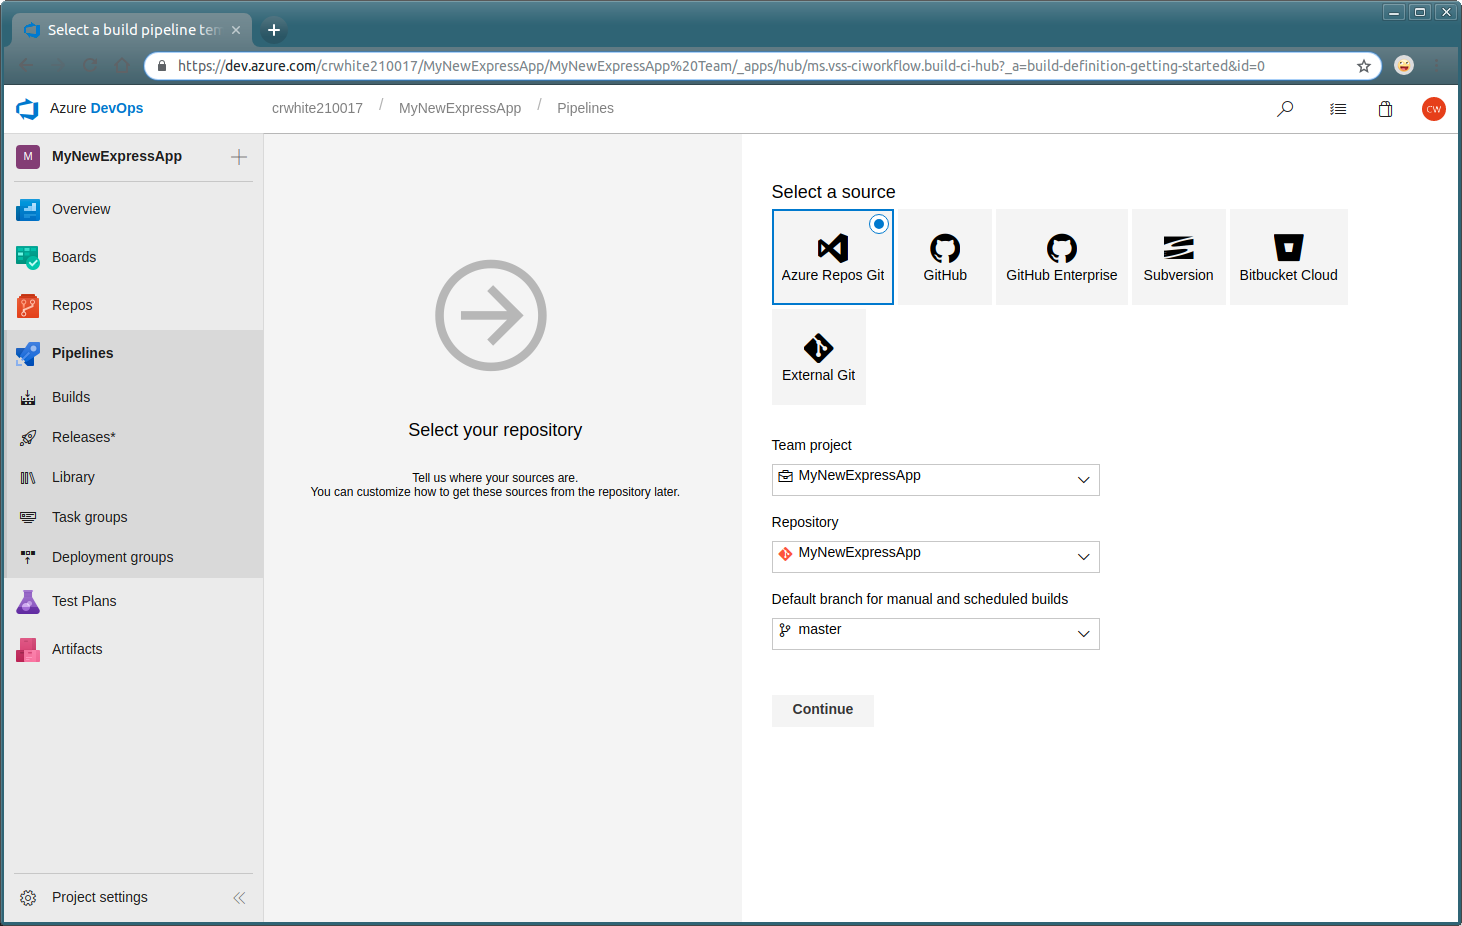 Select a build pipeline tem
https://dev.azure.com/crwhite210017/MyNewExpressApp/MyNewExpressApp%20Team/_apps/hub/ms.vss-ciworkflow.build-ci-hub?_a=build-definition-getting-started&id=0
Azure DevOps
crwhite210017 / MyNewExpressApp / Pipelines
CW
M MyNewExpressApp
Overview
Boards
Repos
Pipelines
Builds
Releases*
Library
Task groups
Deployment groups
Test Plans
Artifacts
Project settings
Select your repository
Tell us where your sources are.
You can customize how to get these sources from the repository later.
Select a source
Azure Repos Git
GitHub
GitHub Enterprise
Subversion
Bitbucket Cloud
External Git
Team project
MyNewExpressApp
Repository
MyNewExpressApp
Default branch for manual and scheduled builds
master
Continue